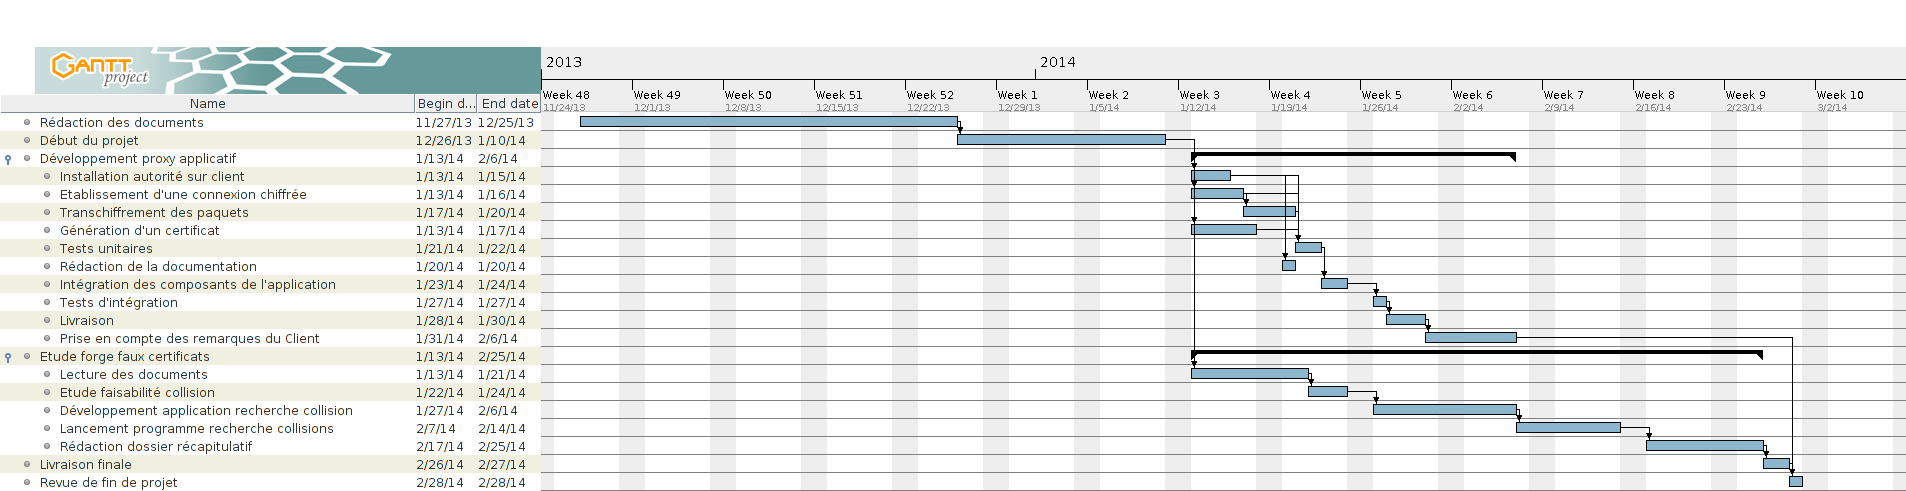 GANTT
project
2013
2014
Name Begin d... End date
Week 48 Week 49 Week 50 Week 51 Week 52 Week 1 Week 2 Week 3 Week 4 Week 5 Week 6 Week 7 Week 8 Week 9 Week 10
11/24/13 12/1/13 12/8/13 12/15/13 12/22/13 12/29/13 1/5/14 1/12/14 1/19/14 1/26/14 2/2/14 2/9/14 2/16/14 2/23/14 3/2/14
Rédaction des documents 11/27/13 12/25/13
Début du projet 12/26/13 1/10/14
Développement proxy applicatif 1/13/14 2/6/14
Installation autorité sur client 1/13/14 1/15/14
Etablissement d'une connexion chiffrée 1/13/14 1/16/14
Transchiffrement des paquets 1/17/14 1/20/14
Génération d'un certificat 1/13/14 1/17/14
Tests unitaires 1/21/14 1/22/14
Rédaction de la documentation 1/20/14 1/20/14
Intégration des composants de l'application 1/23/14 1/24/14
Tests d'intégration 1/27/14 1/27/14
Livraison 1/28/14 1/30/14
Prise en compte des remarques du Client 1/31/14 2/6/14
Etude forge faux certificats 1/13/14 2/25/14
Lecture des documents 1/13/14 1/21/14
Etude faisabilité collision 1/22/14 1/24/14
Développement application recherche collision 1/27/14 2/6/14
Lancement programme recherche collisions 2/7/14 2/14/14
Rédaction dossier récapitulatif 2/17/14 2/25/14
Livraison finale 2/26/14 2/27/14
Revue de fin de projet 2/28/14 2/28/14